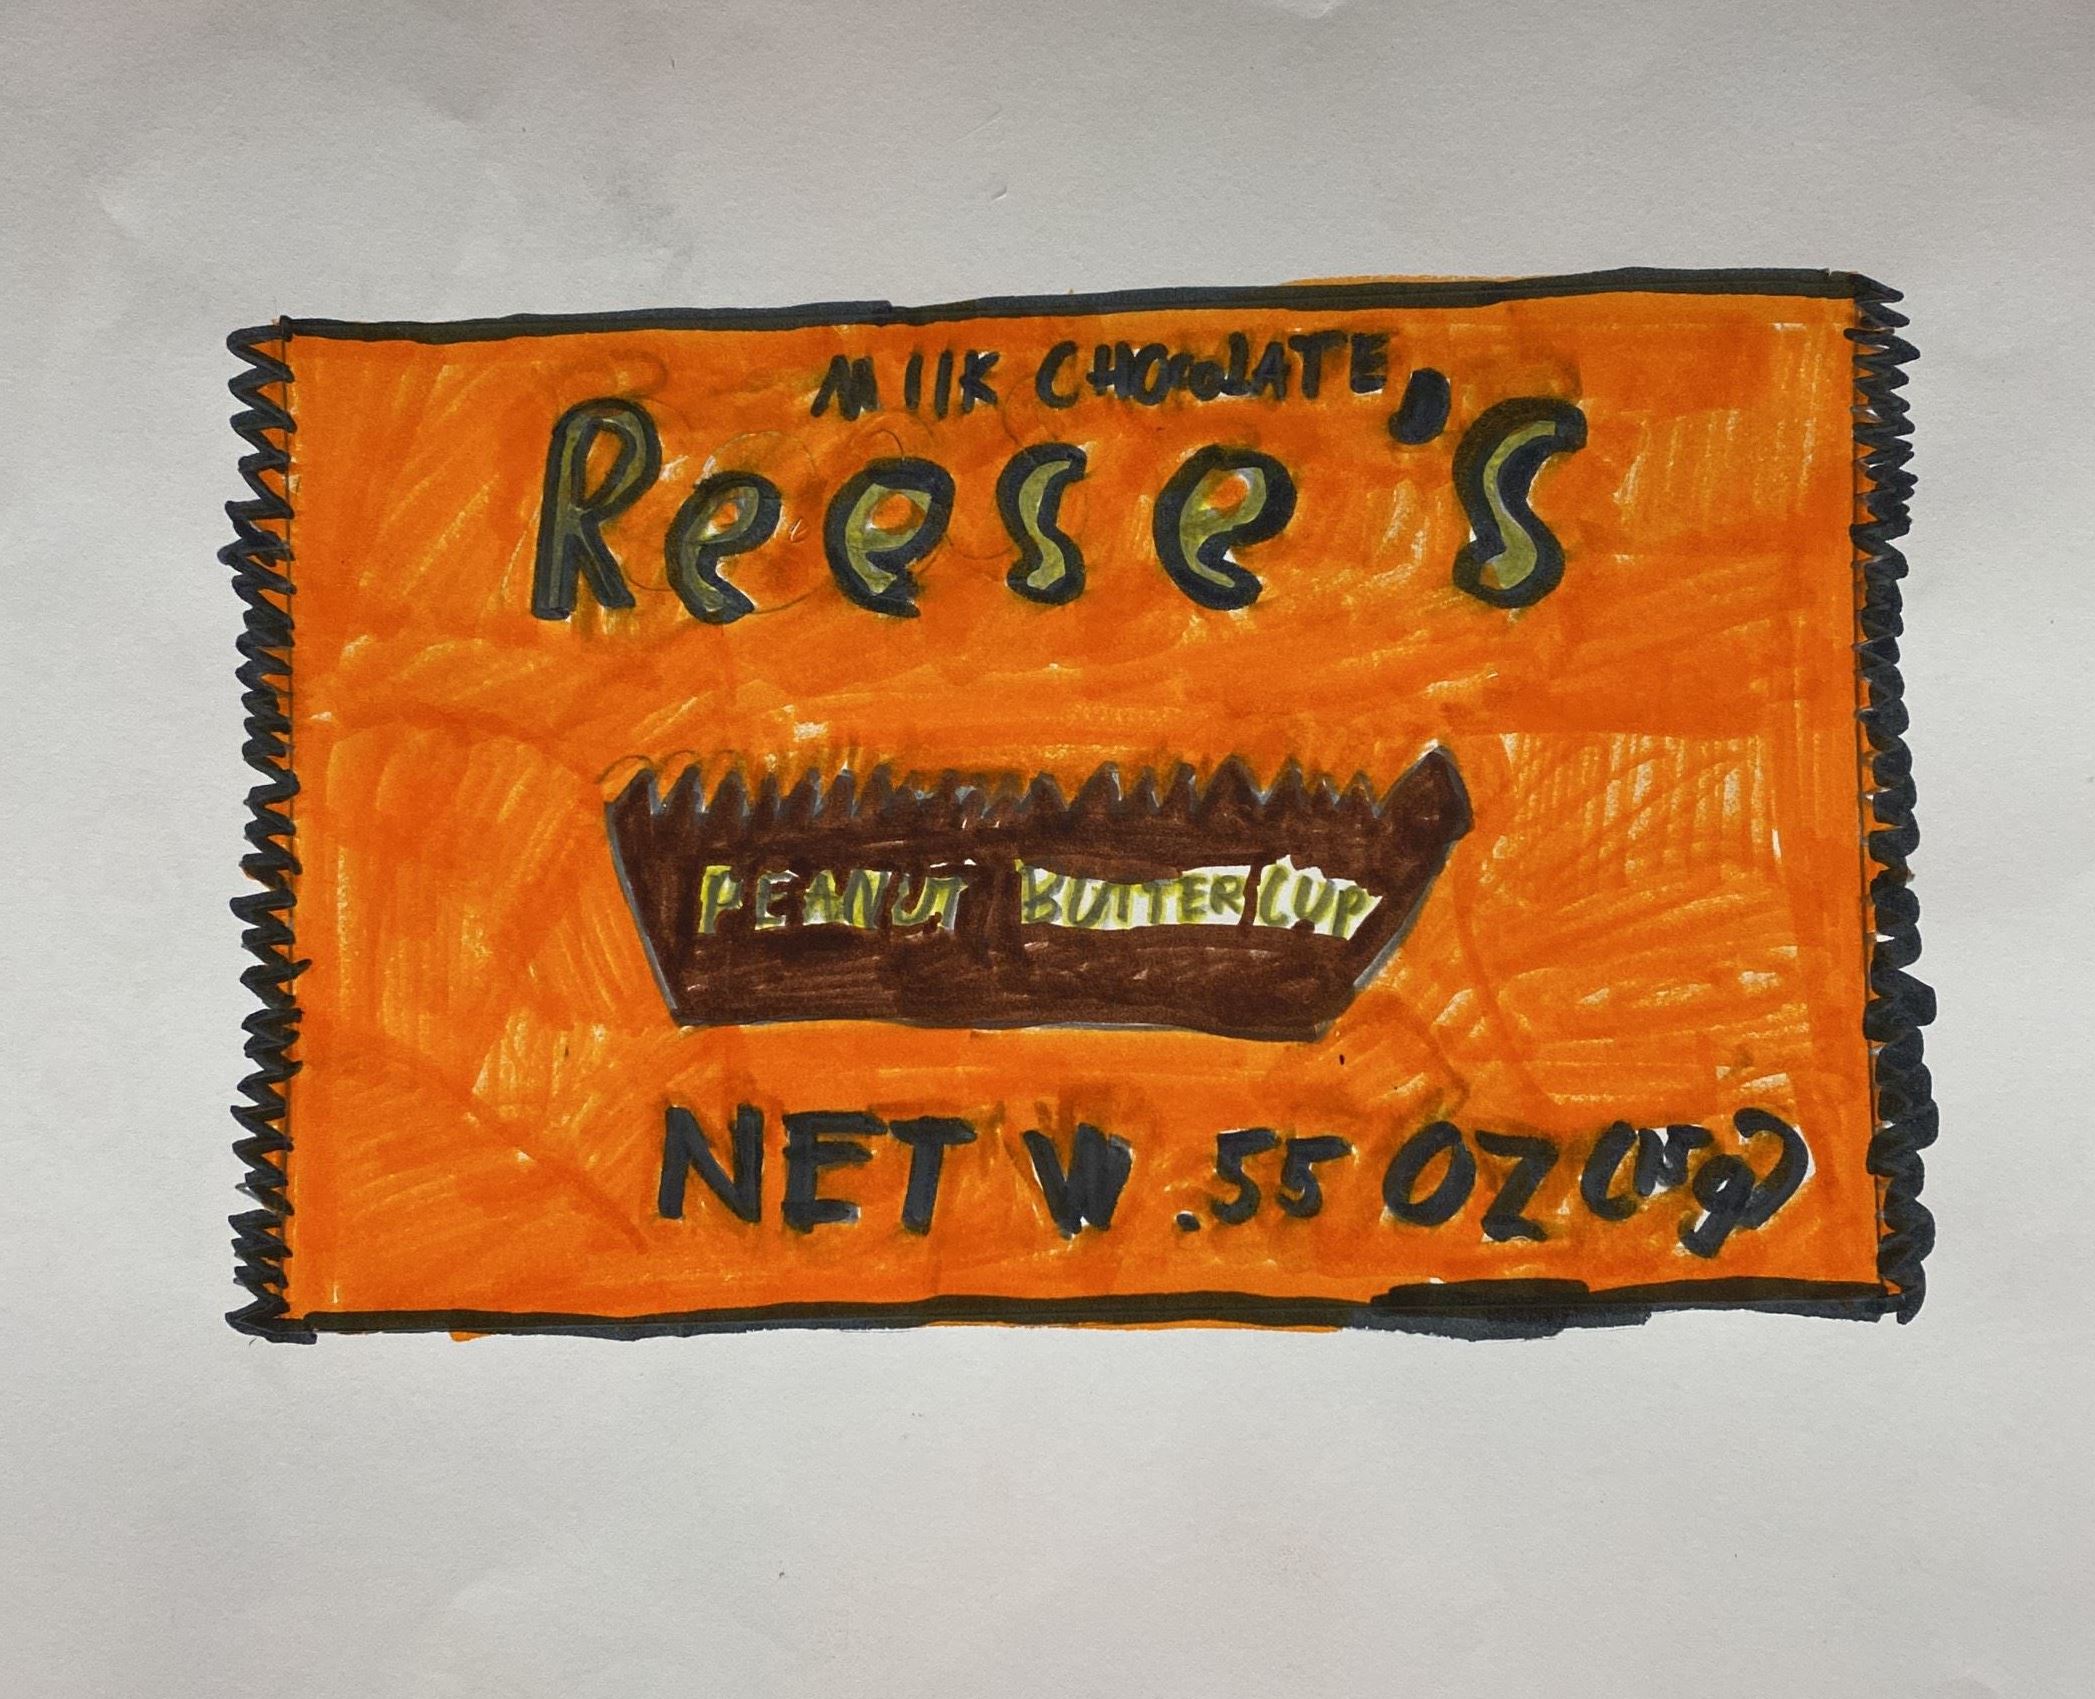 MIlK CHOCOLATE
Reese's
PEANUT BUTTER CUP
NET W .55 OZ (15g)